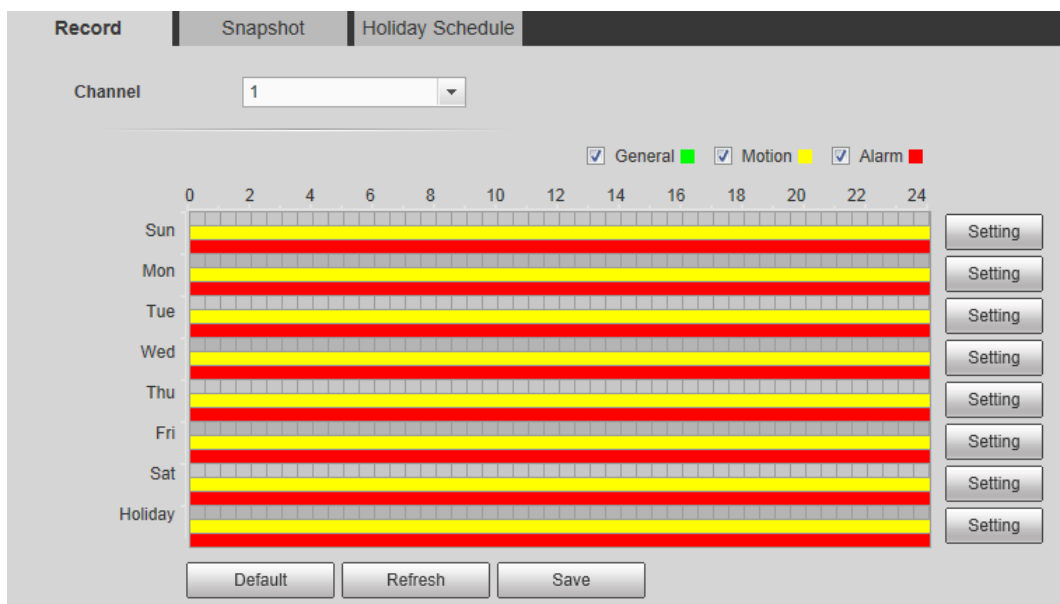 Record Snapshot Holiday Schedule
Channel 1
General Motion Alarm
0 2 4 6 8 10 12 14 16 18 20 22 24
Sun Setting
Mon Setting
Tue Setting
Wed Setting
Thu Setting
Fri Setting
Sat Setting
Holiday Setting
Default Refresh Save